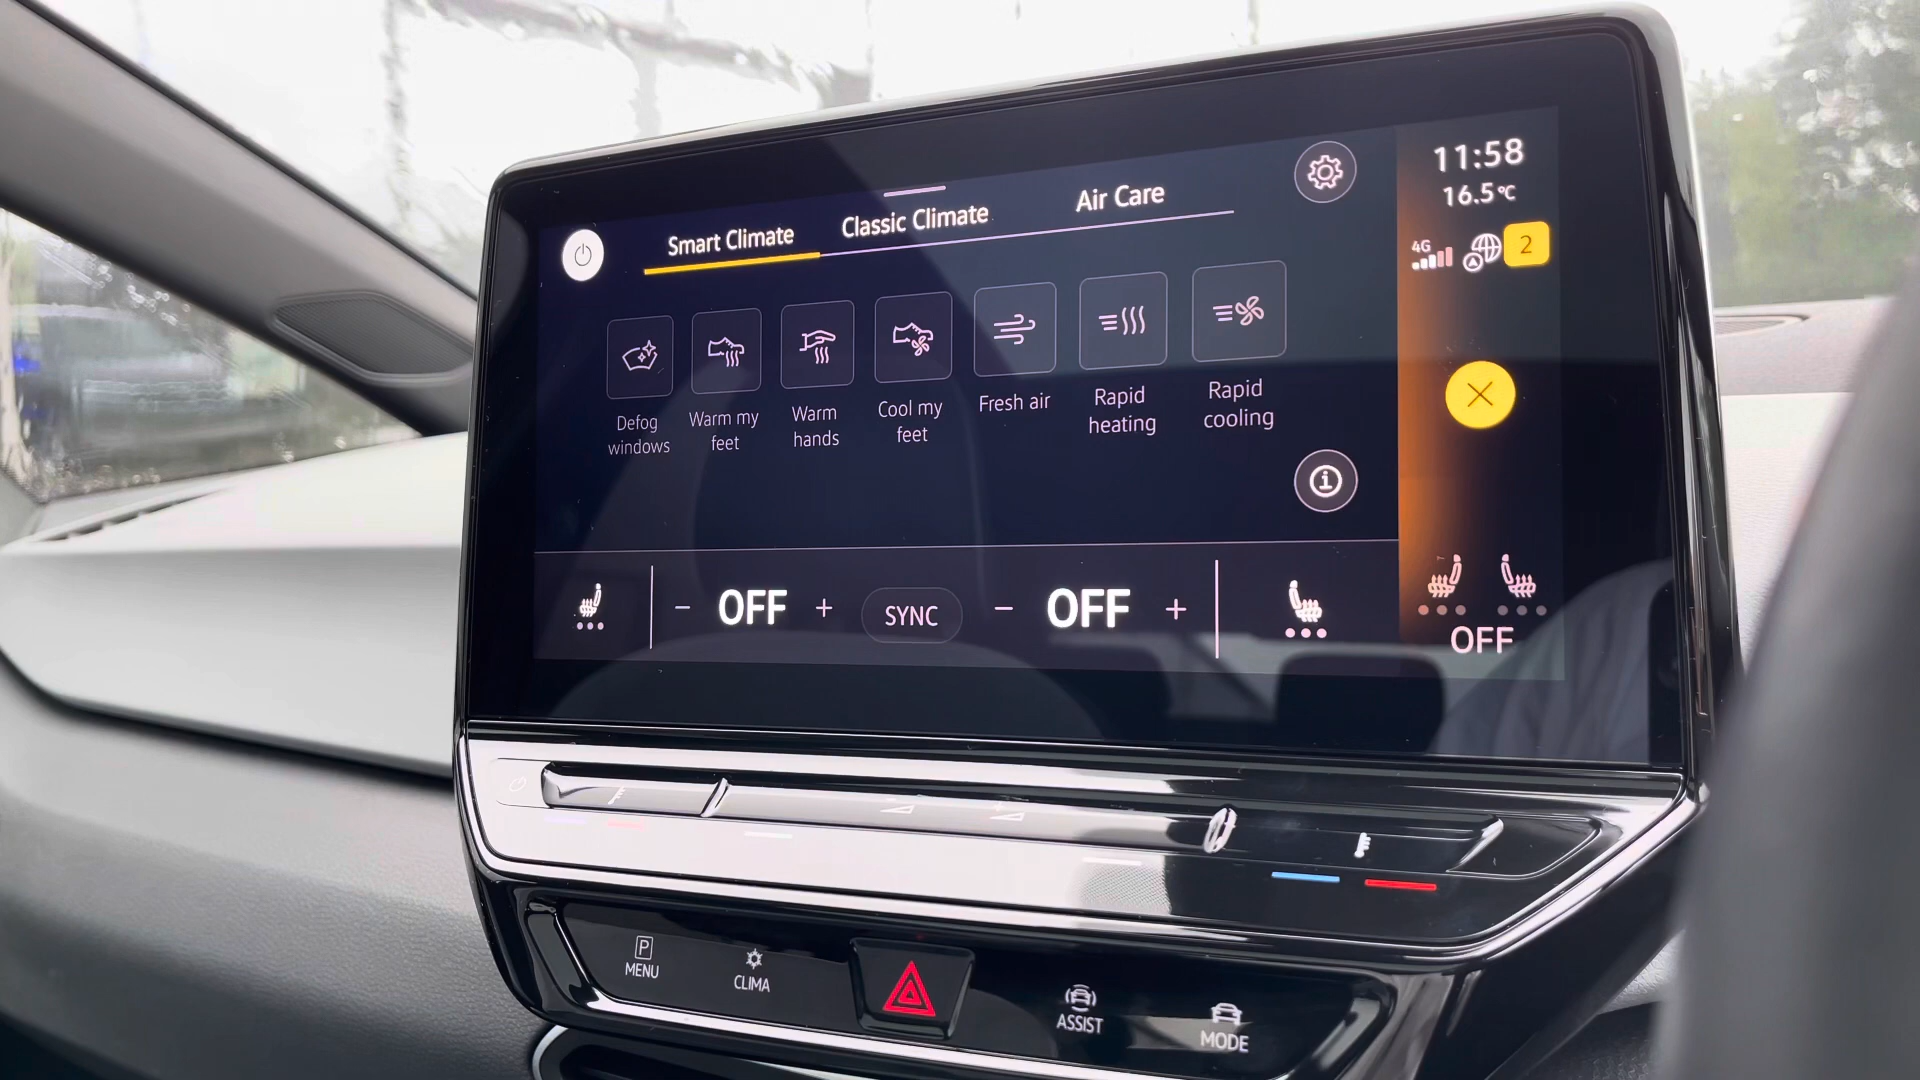 Smart Climate
Classic Climate
Air Care
11:58
16.5°C
4G
2
Defog
windows
Warm my
feet
Warm
hands
Cool my
feet
Fresh air
Rapid
heating
Rapid
cooling
i
- OFF +
SYNC
- OFF +
OFF
P
MENU
CLIMA
ASSIST
MODE